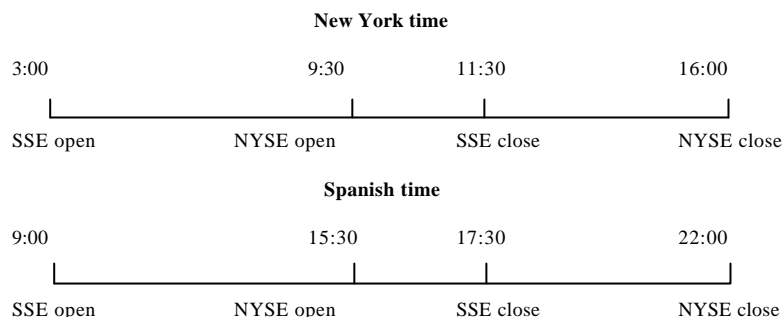 New York time
3:00 9:30 11:30 16:00
SSE open NYSE open SSE close NYSE close
Spanish time
9:00 15:30 17:30 22:00
SSE open NYSE open SSE close NYSE close